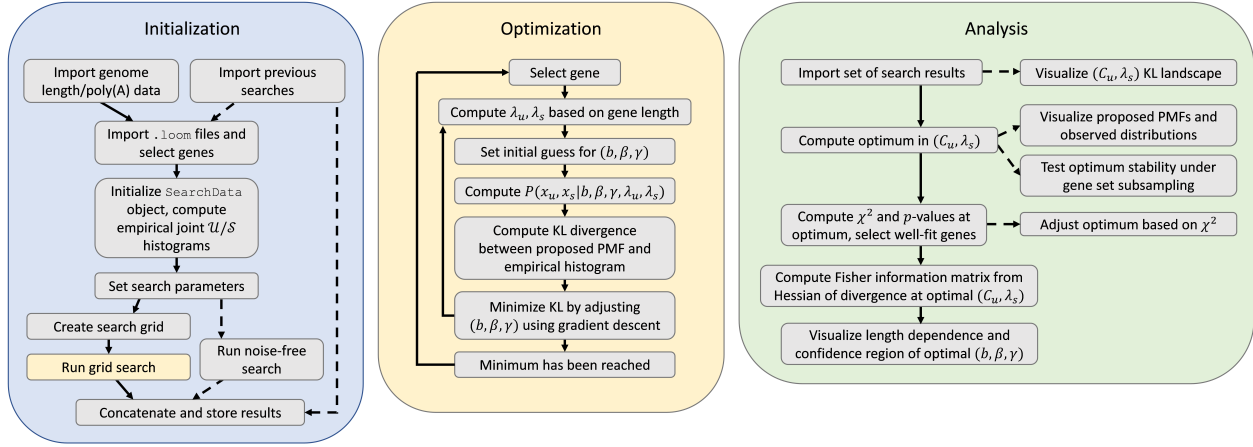 Initialization
Import genome
length/poly(A) data
Import previous
searches
Import .loom files and
select genes
Initialize SearchData
object, compute
empirical joint 𝒰/𝒮
histograms
Set search parameters
Create search grid
Run grid search
Run noise-free
search
Concatenate and store results
Optimization
Select gene
Compute λ_u, λ_s based on gene length
Set initial guess for (b, β, γ)
Compute P(x_u, x_s|b, β, γ, λ_u, λ_s)
Compute KL divergence
between proposed PMF and
empirical histogram
Minimize KL by adjusting
(b, β, γ) using gradient descent
Minimum has been reached
Analysis
Import set of search results
Visualize (C_u, λ_s) KL landscape
Compute optimum in (C_u, λ_s)
Visualize proposed PMFs and
observed distributions
Test optimum stability under
gene set subsampling
Compute χ² and p-values at
optimum, select well-fit genes
Adjust optimum based on χ²
Compute Fisher information matrix from
Hessian of divergence at optimal (C_u, λ_s)
Visualize length dependence and
confidence region of optimal (b, β, γ)